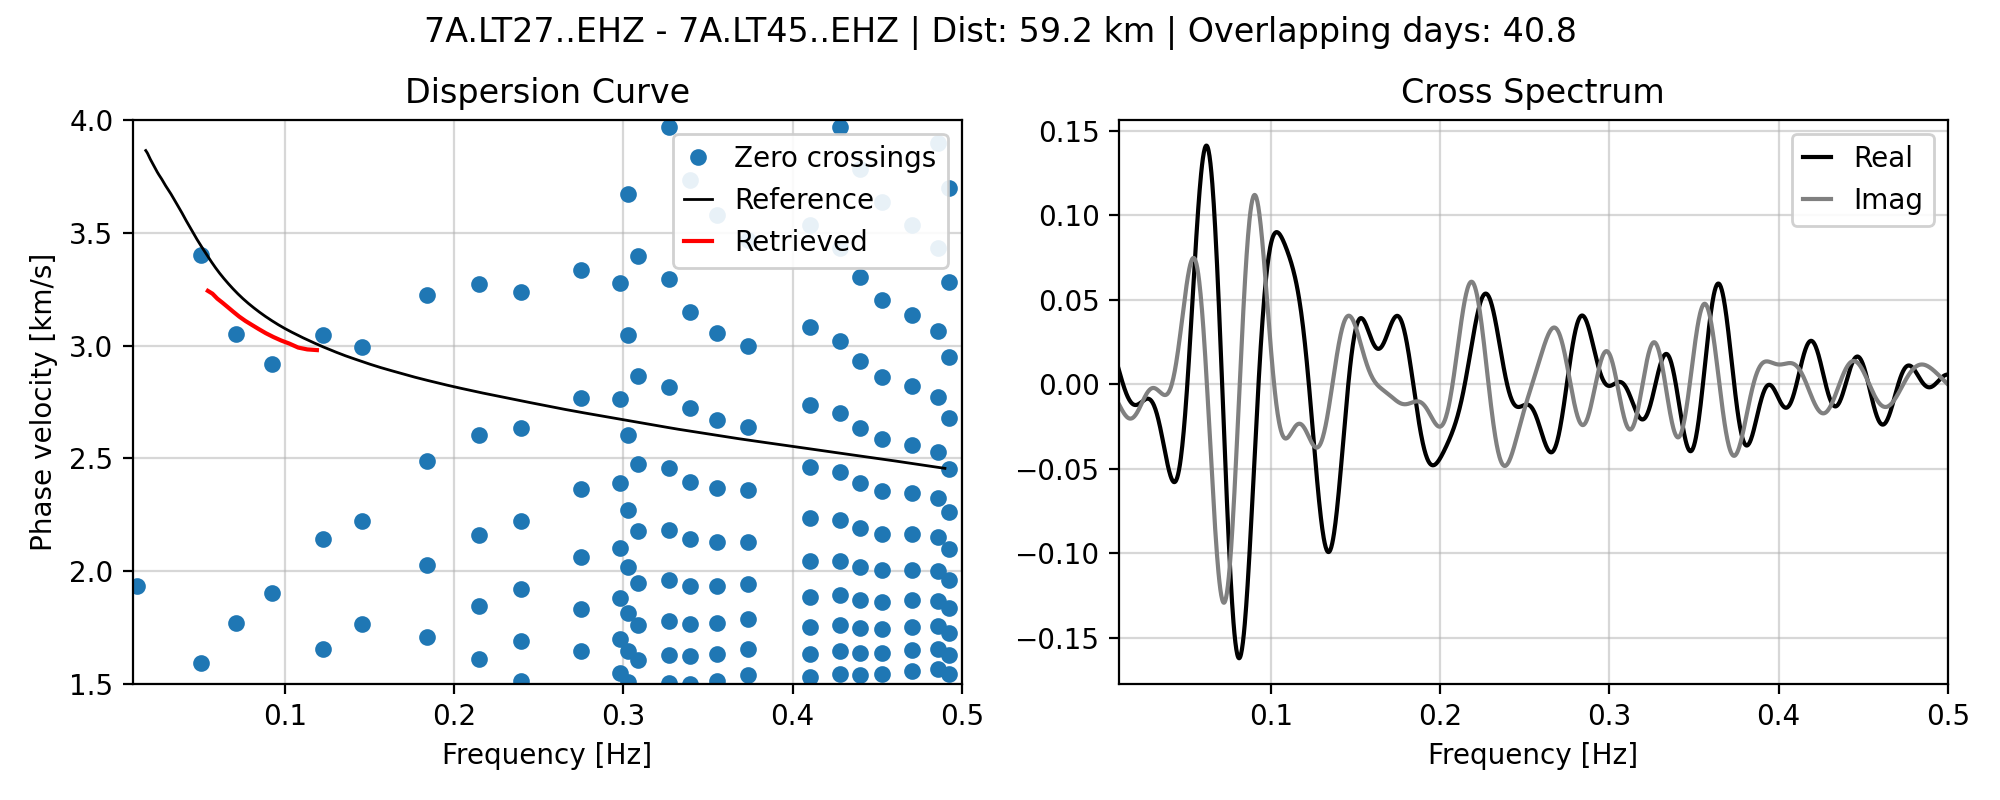 7A.LT27..EHZ - 7A.LT45..EHZ | Dist: 59.2 km | Overlapping days: 40.8
Dispersion Curve
Phase velocity [km/s]
4.0
3.5
3.0
2.5
2.0
1.5
0.1
0.2
0.3
0.4
0.5
Frequency [Hz]
Zero crossings
Reference
Retrieved
Cross Spectrum
0.15
0.10
0.05
0.00
−0.05
−0.10
−0.15
0.1
0.2
0.3
0.4
0.5
Frequency [Hz]
Real
Imag